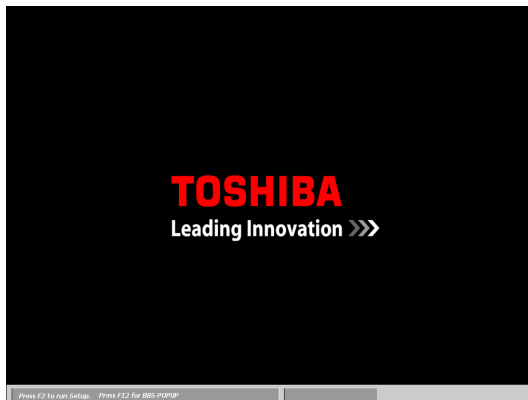 TOSHIBA
Leading Innovation >>>
Press F2 to run Setup. Press F12 for BBS POPUP